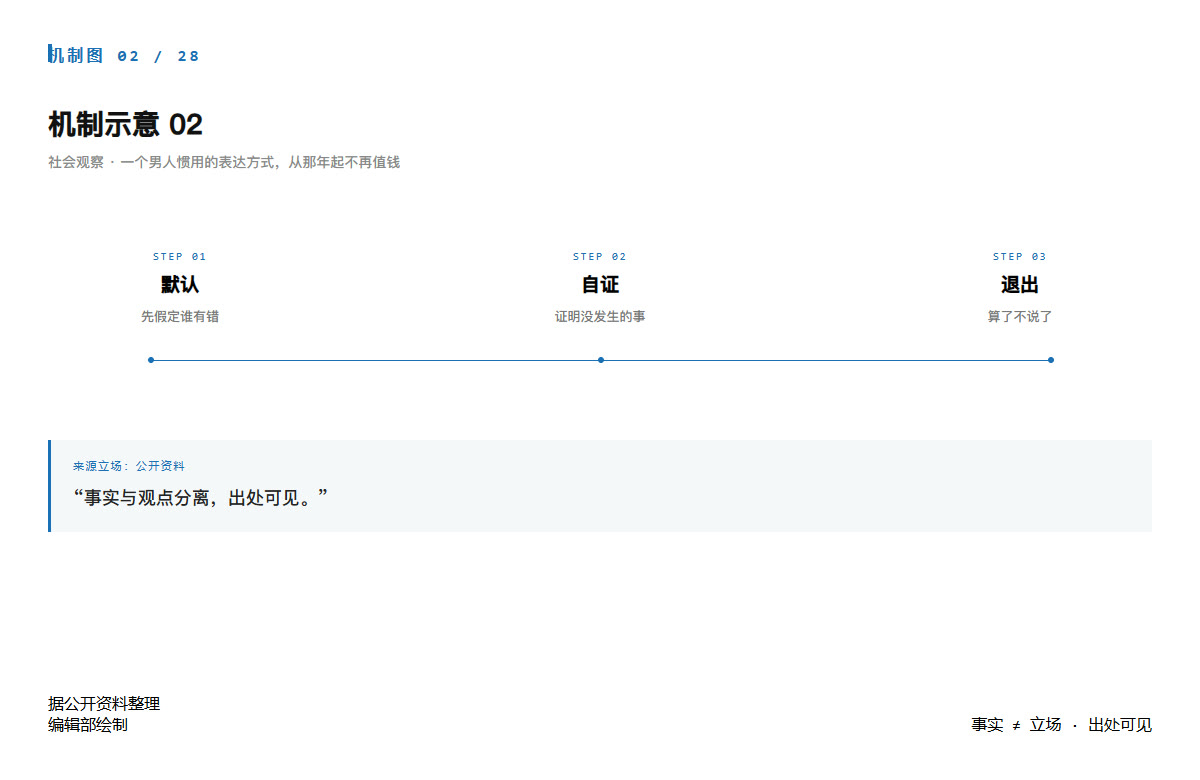 机制图 02 / 28
机制示意 02
社会观察 · 一个男人惯用的表达方式，从那年起不再值钱
STEP 01
默认
先假定谁有错
STEP 02
自证
证明没发生的事
STEP 03
退出
算了不说了
来源立场：公开资料
“事实与观点分离，出处可见。”
据公开资料整理
编辑部绘制
事实 ≠ 立场 · 出处可见